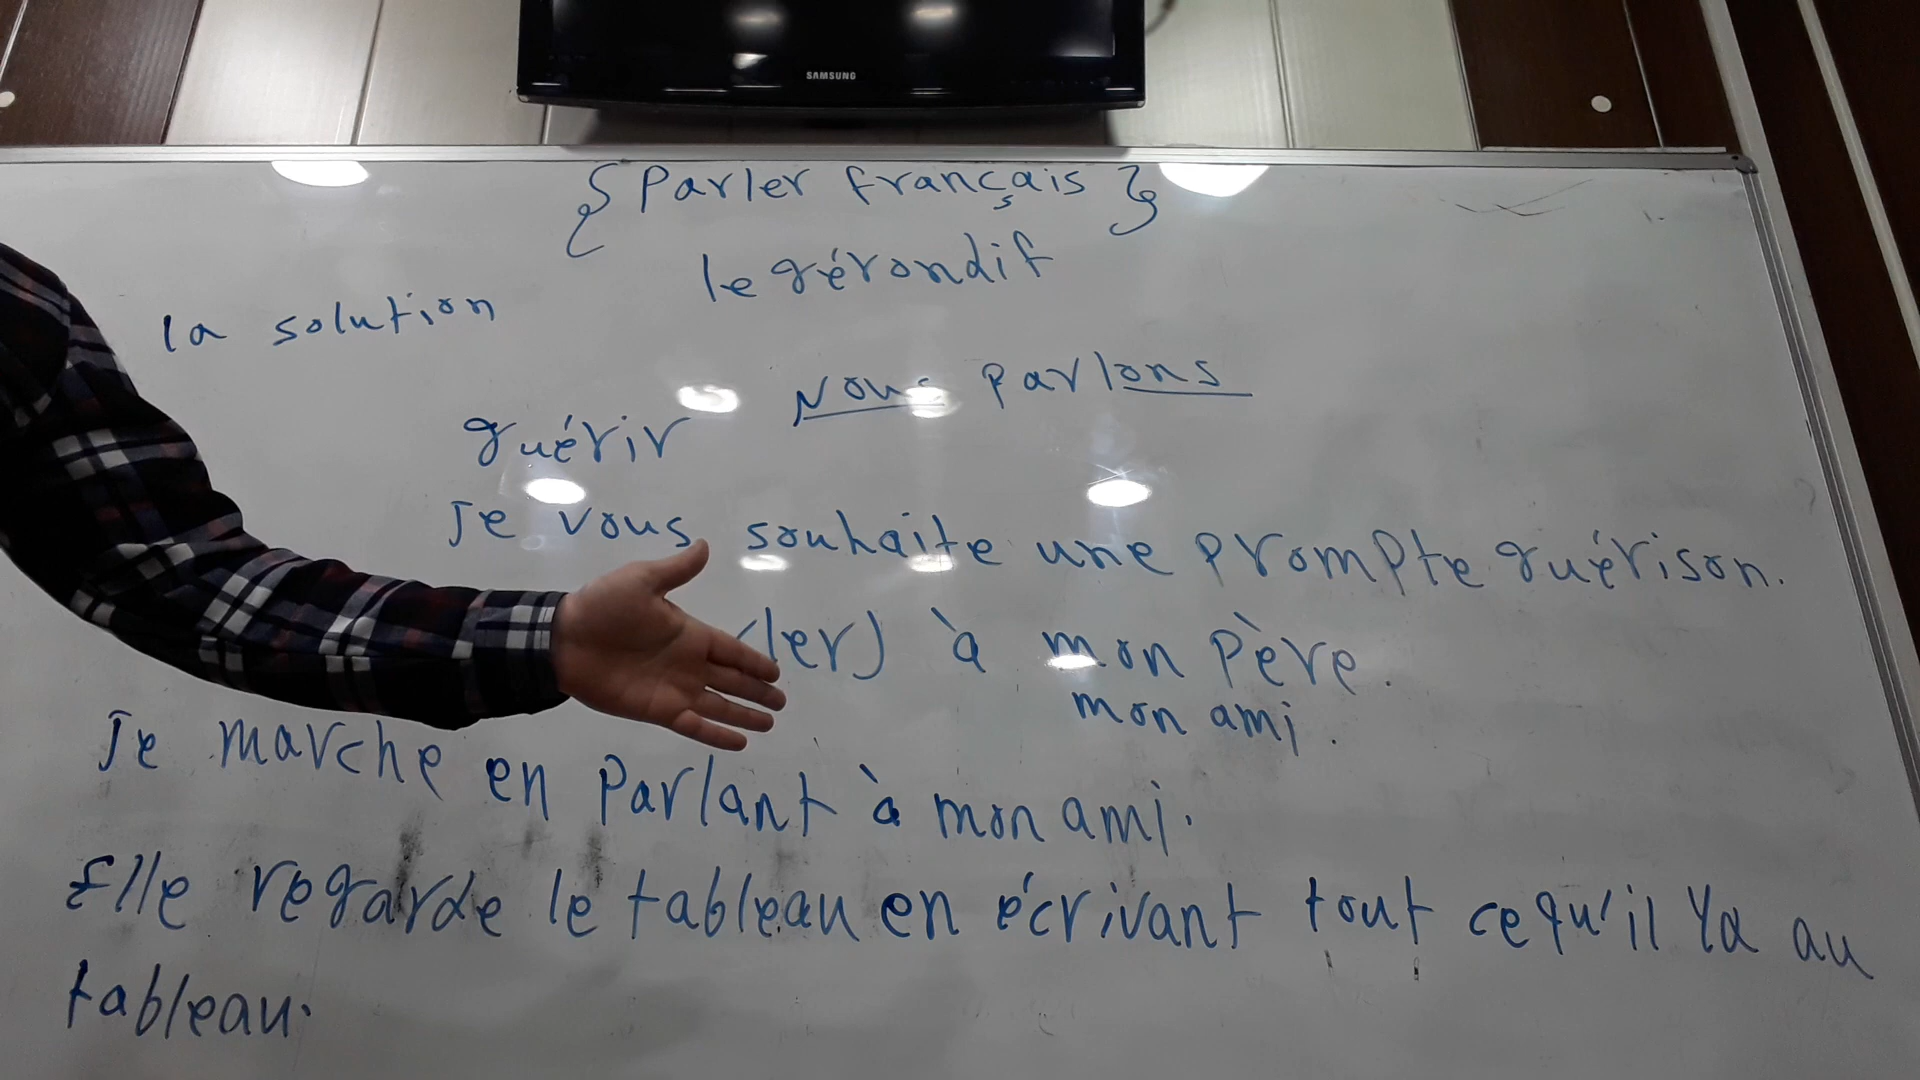 SAMSUNG
{Parler français}
le gérondif
la solution
Nous parlons
guérir
Je vous souhaite une prompte guérison.
ler) à mon père.
mon ami.
Je marche en parlant à mon ami.
Elle regarde le tableau en écrivant tout ce qu'il ya au
tableau.